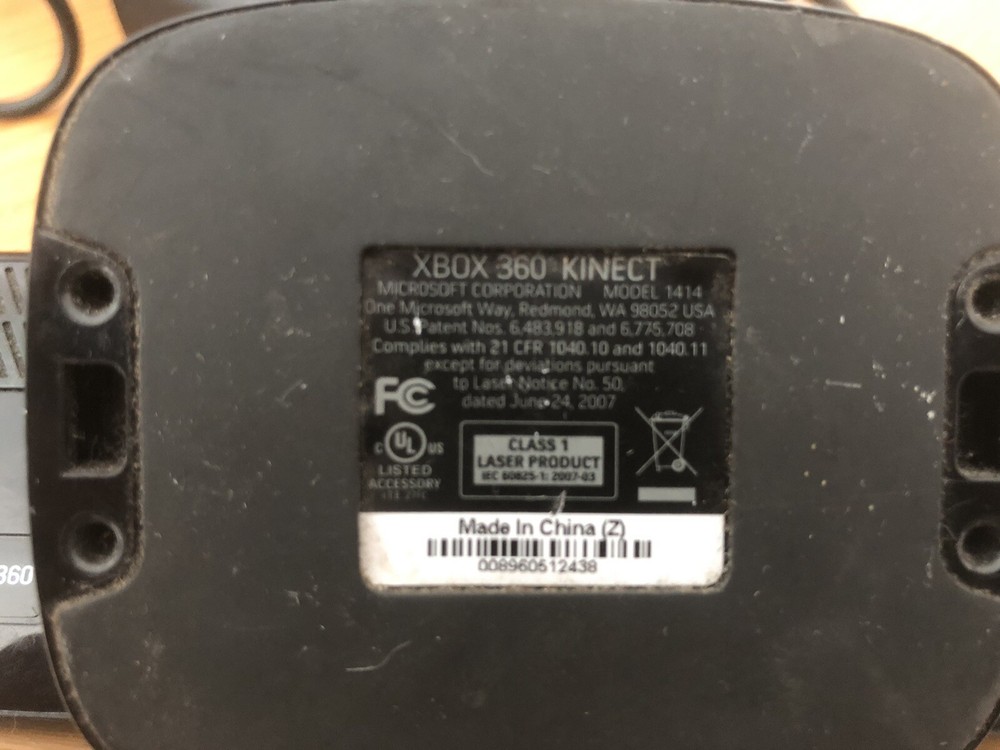 XBOX 360 KINECT
MICROSOFT CORPORATION MODEL 1414
One Microsoft Way, Redmond, WA 98052 USA
U.S. Patent Nos. 6,483,918 and 6,775,708
Complies with 21 CFR 1040.10 and 1040.11
except for deviations pursuant
to Laser Notice No. 50,
dated June 24, 2007
FC
C UL US
LISTED
ACCESSORY
CLASS 1
LASER PRODUCT
IEC 60825-1: 2007-03
Made In China (Z)
008960512438
360